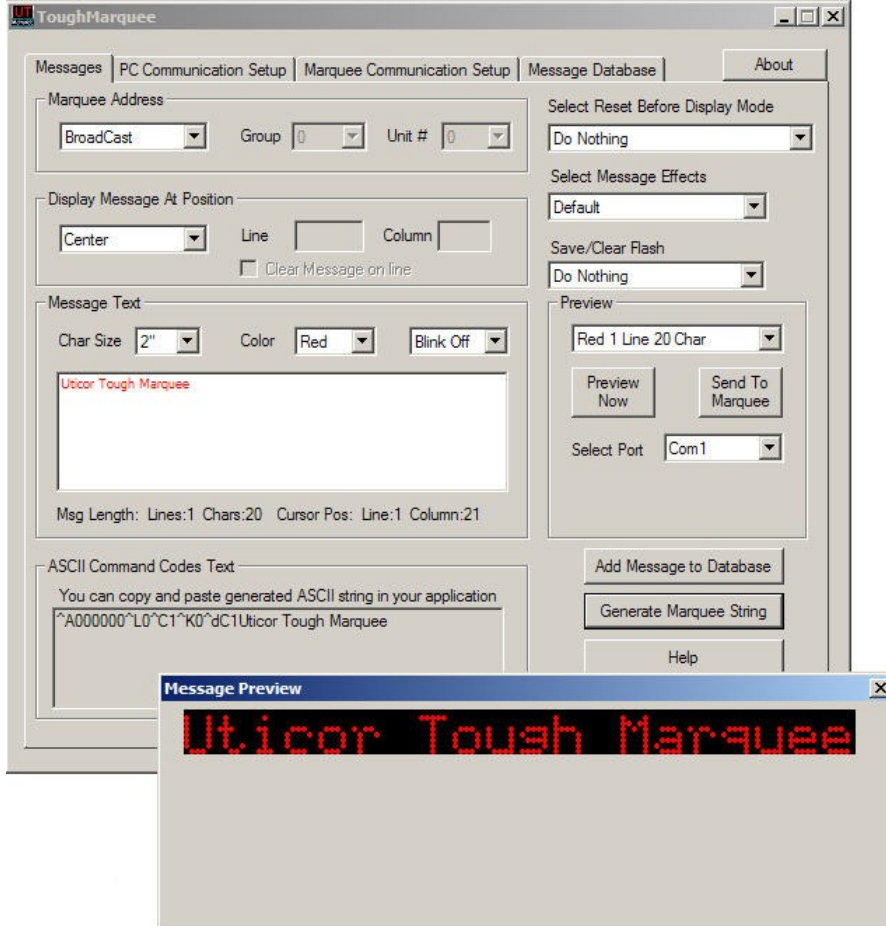 UT
ToughMarquee
Messages PC Communication Setup Marquee Communication Setup Message Database About
Marquee Address
BroadCast Group 0 Unit # 0
Select Reset Before Display Mode
Do Nothing
Select Message Effects
Default
Display Message At Position
Center Line Column
Clear Message on line
Save/Clear Flash
Do Nothing
Message Text
Char Size 2" Color Red Blink Off
Uticor Tough Marquee
Msg Length: Lines:1 Chars:20 Cursor Pos: Line:1 Column:21
Preview
Red 1 Line 20 Char
Preview Now
Send To Marquee
Select Port Com1
ASCII Command Codes Text
You can copy and paste generated ASCII string in your application
^A000000^L0^C1^K0^dC1Uticor Tough Marquee
Add Message to Database
Generate Marquee String
Help
Message Preview
Uticor Tough Marquee